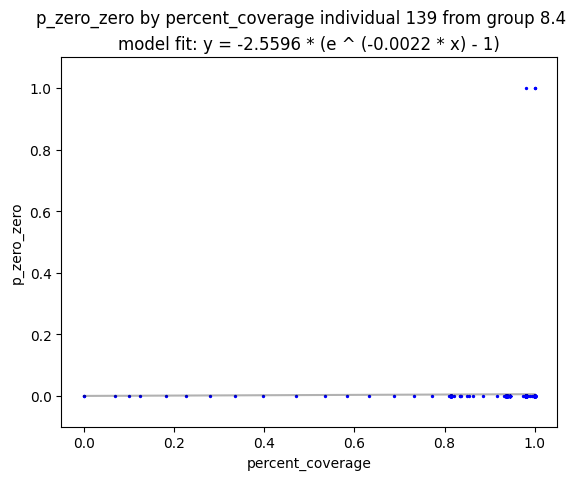 p_zero_zero by percent_coverage individual 139 from group 8.4
model fit: y = -2.5596 * (e ^ (-0.0022 * x) - 1)
1.0
0.8
0.6
0.4
0.2
0.0
p_zero_zero
0.0 0.2 0.4 0.6 0.8 1.0
percent_coverage